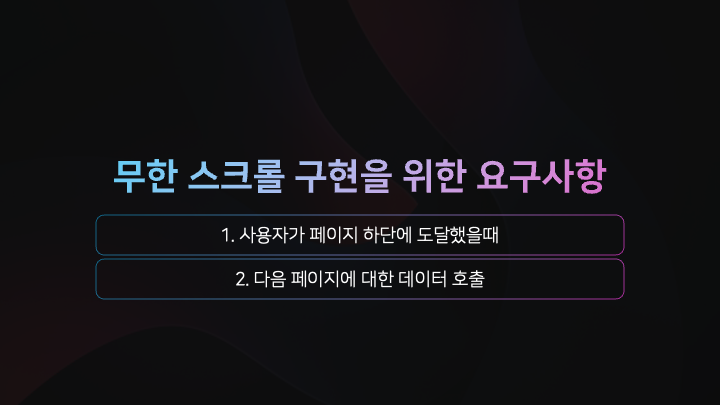 무한 스크롤 구현을 위한 요구사항
1. 사용자가 페이지 하단에 도달했을때
2. 다음 페이지에 대한 데이터 호출